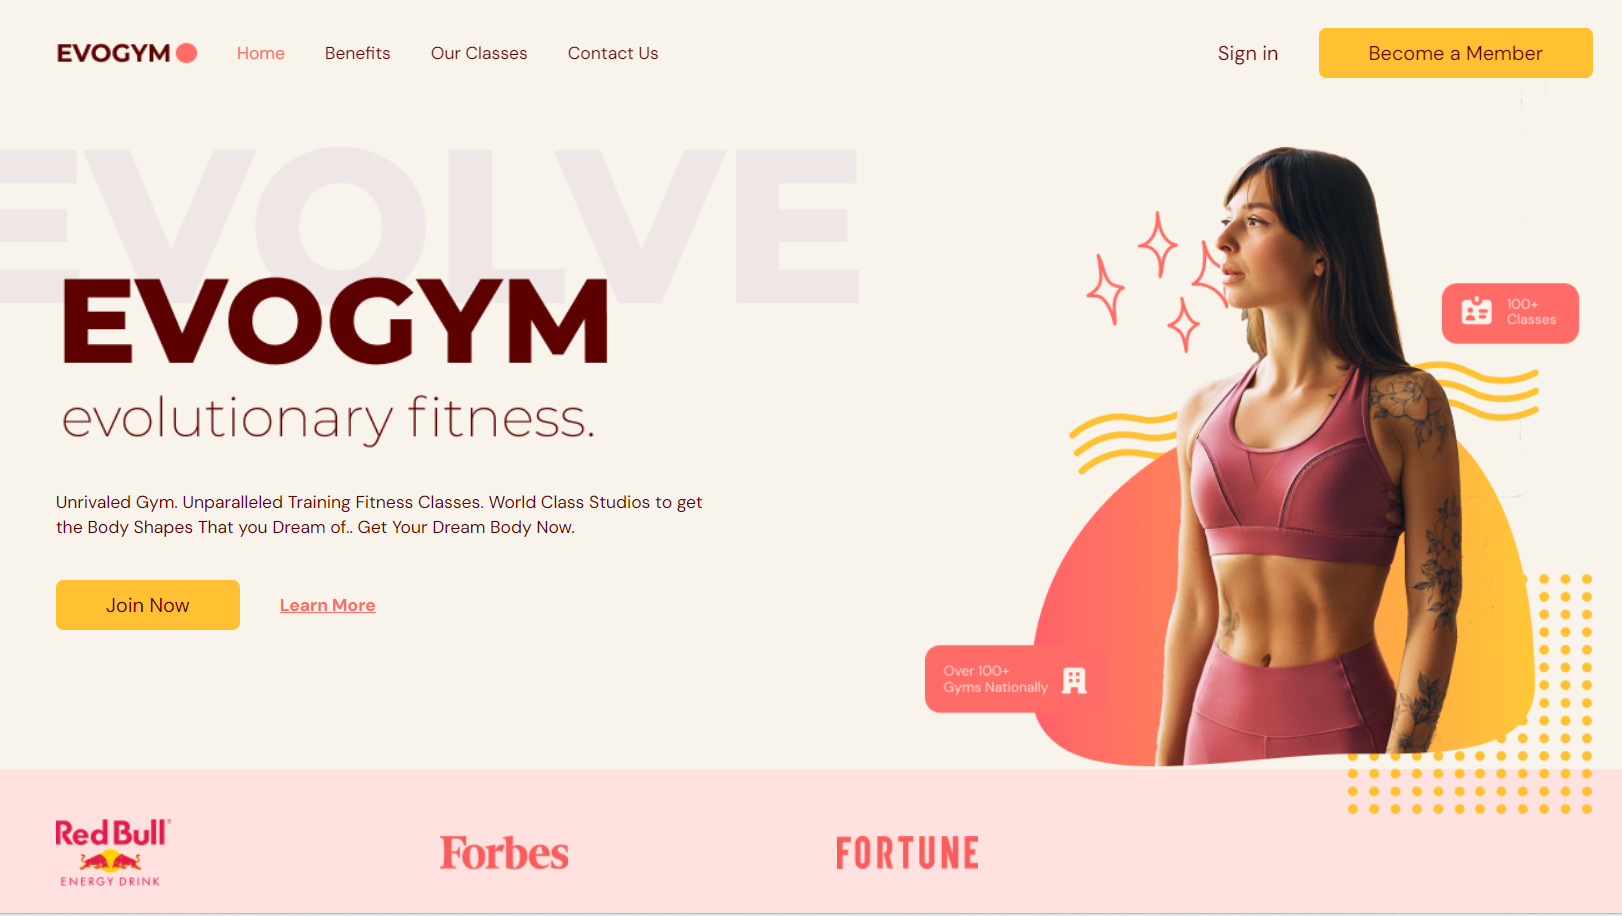 EVOGYM
Home
Benefits
Our Classes
Contact Us
Sign in
Become a Member
EVOLVE
EVOGYM
evolutionary fitness.
Unrivaled Gym. Unparalleled Training Fitness Classes. World Class Studios to get
the Body Shapes That you Dream of.. Get Your Dream Body Now.
Join Now
Learn More
100+
Classes
Over 100+
Gyms Nationally
Red Bull
ENERGY DRINK
Forbes
FORTUNE